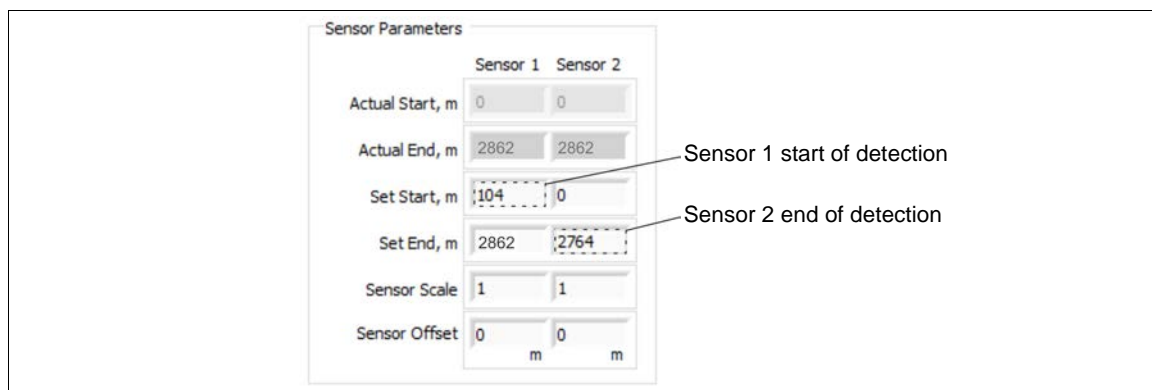 Sensor Parameters
Sensor 1 Sensor 2
Actual Start, m 0 0
Actual End, m 2862 2862
Sensor 1 start of detection
Set Start, m 104 0
Sensor 2 end of detection
Set End, m 2862 2764
Sensor Scale 1 1
Sensor Offset 0 0
m m